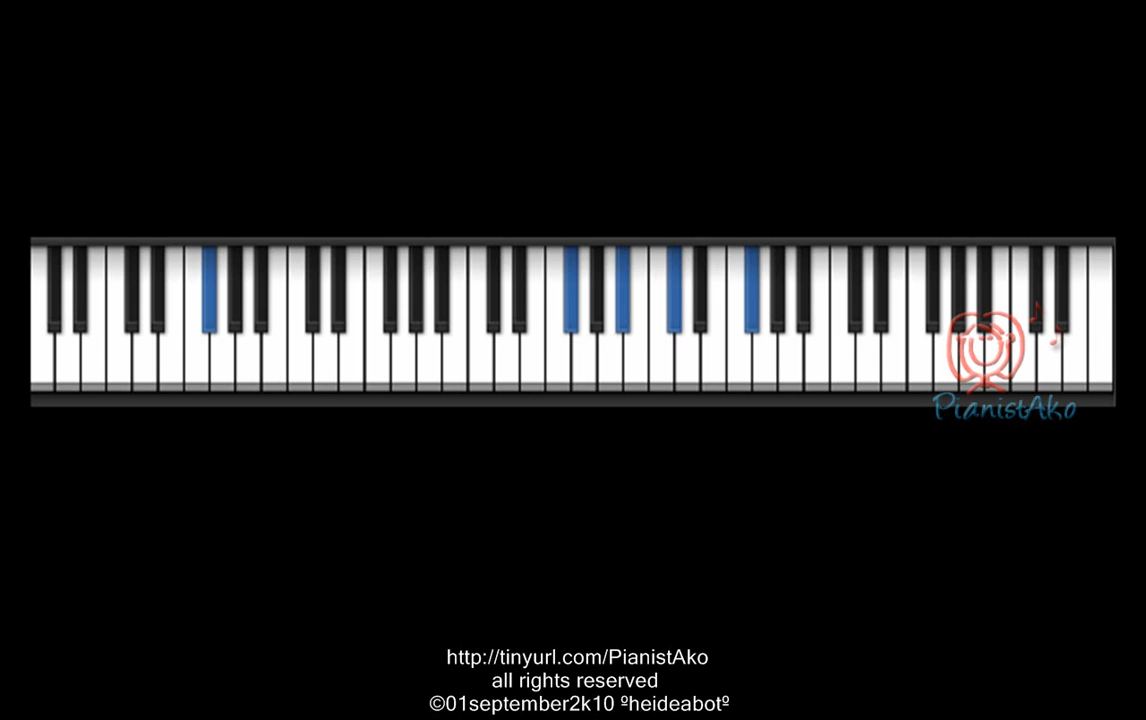 PianistAko
http://tinyurl.com/PianistAko
all rights reserved
©01september2k10 ºheideabotº